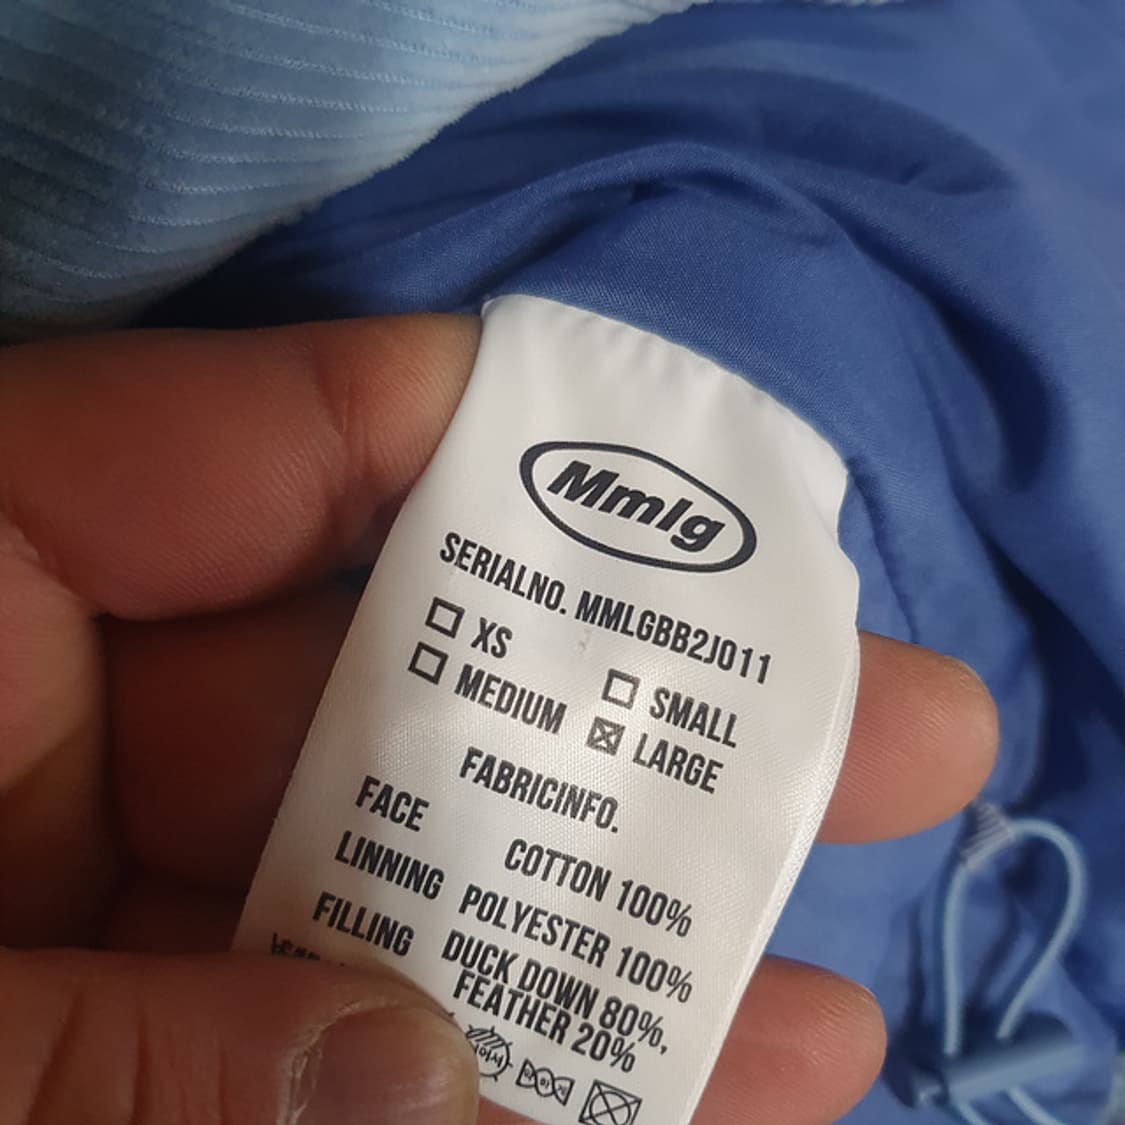 Mmlg
SERIALNO. MMLGBB2J011
XS
SMALL
MEDIUM
LARGE
FABRICINFO.
FACE COTTON 100%
LINNING POLYESTER 100%
FILLING DUCK DOWN 80%,
FEATHER 20%